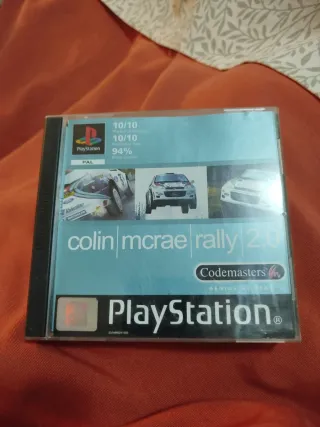 10/10
10/10
94%
PlayStation
PAL
colin|mcrae|rally|2.0
Codemasters
PlayStation®